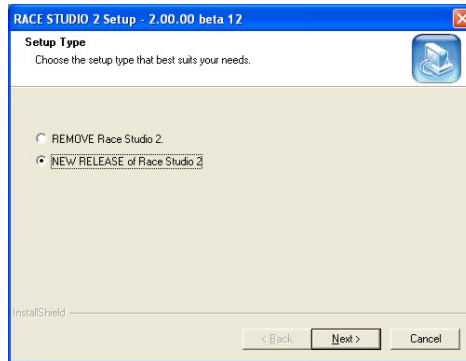 RACE STUDIO 2 Setup - 2.00.00 beta 12
Setup Type
Choose the setup type that best suits your needs.
REMOVE Race Studio 2.
NEW RELEASE of Race Studio 2
InstallShield
< Back Next > Cancel